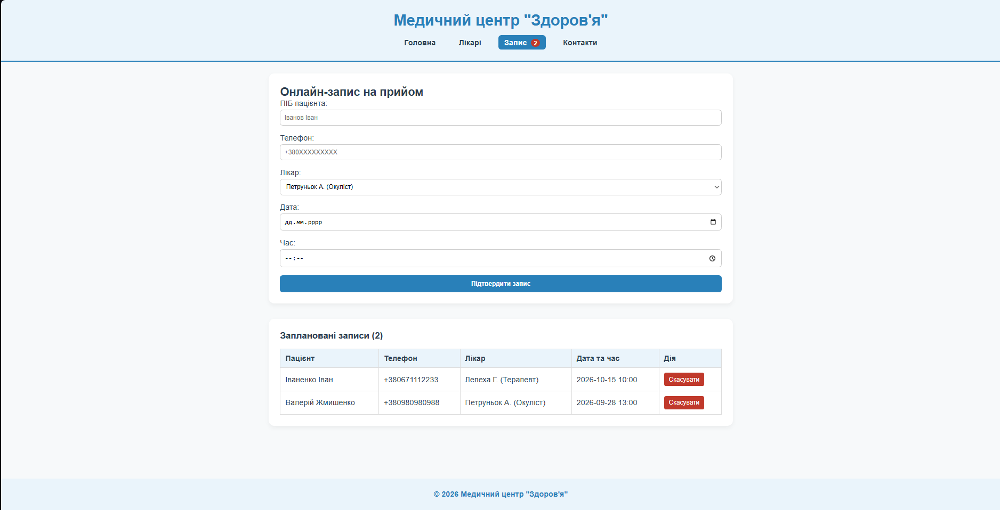 Медичний центр "Здоров'я"
Головна Лікарі Запис 2 Контакти
Онлайн-запис на прийом
ПІБ пацієнта:
Іванов Іван
Телефон:
+380XXXXXXXXX
Лікар:
Петруньок А. (Окуліст)
Дата:
дд.мм.рррр
Час:
--:--
Підтвердити запис
Заплановані записи (2)
Пацієнт Телефон Лікар Дата та час Дія
Іваненко Іван +380671112233 Лепеха Г. (Терапевт) 2026-10-15 10:00 Скасувати
Валерій Жмишенко +380980980988 Петруньок А. (Окуліст) 2026-09-28 13:00 Скасувати
© 2026 Медичний центр "Здоров'я"